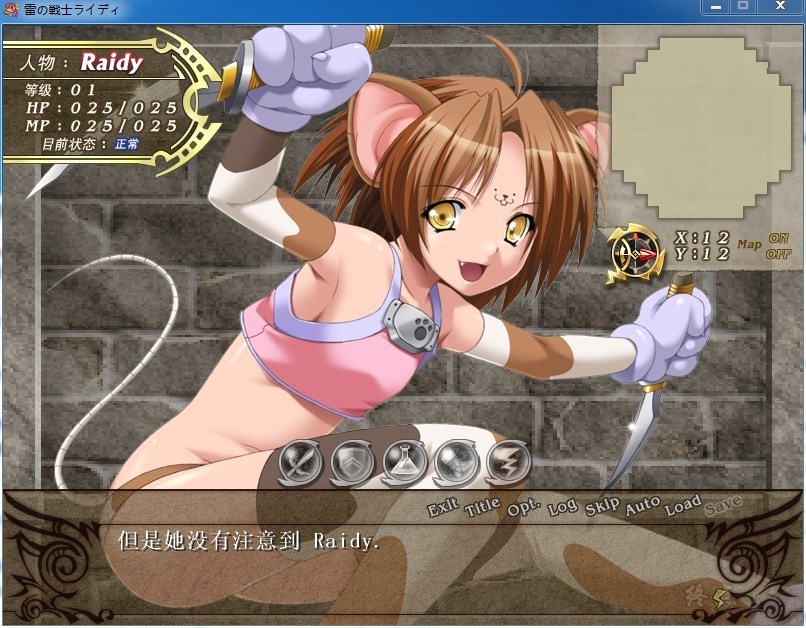 雷の戦士ライディ
人物： Raidy
等级：01
HP：025/025
MP：025/025
目前状态：正常
X:12
Y:12
Map ON
OFF
Exit Title Opt. Log Skip Auto Load Save
但是她没有注意到 Raidy.